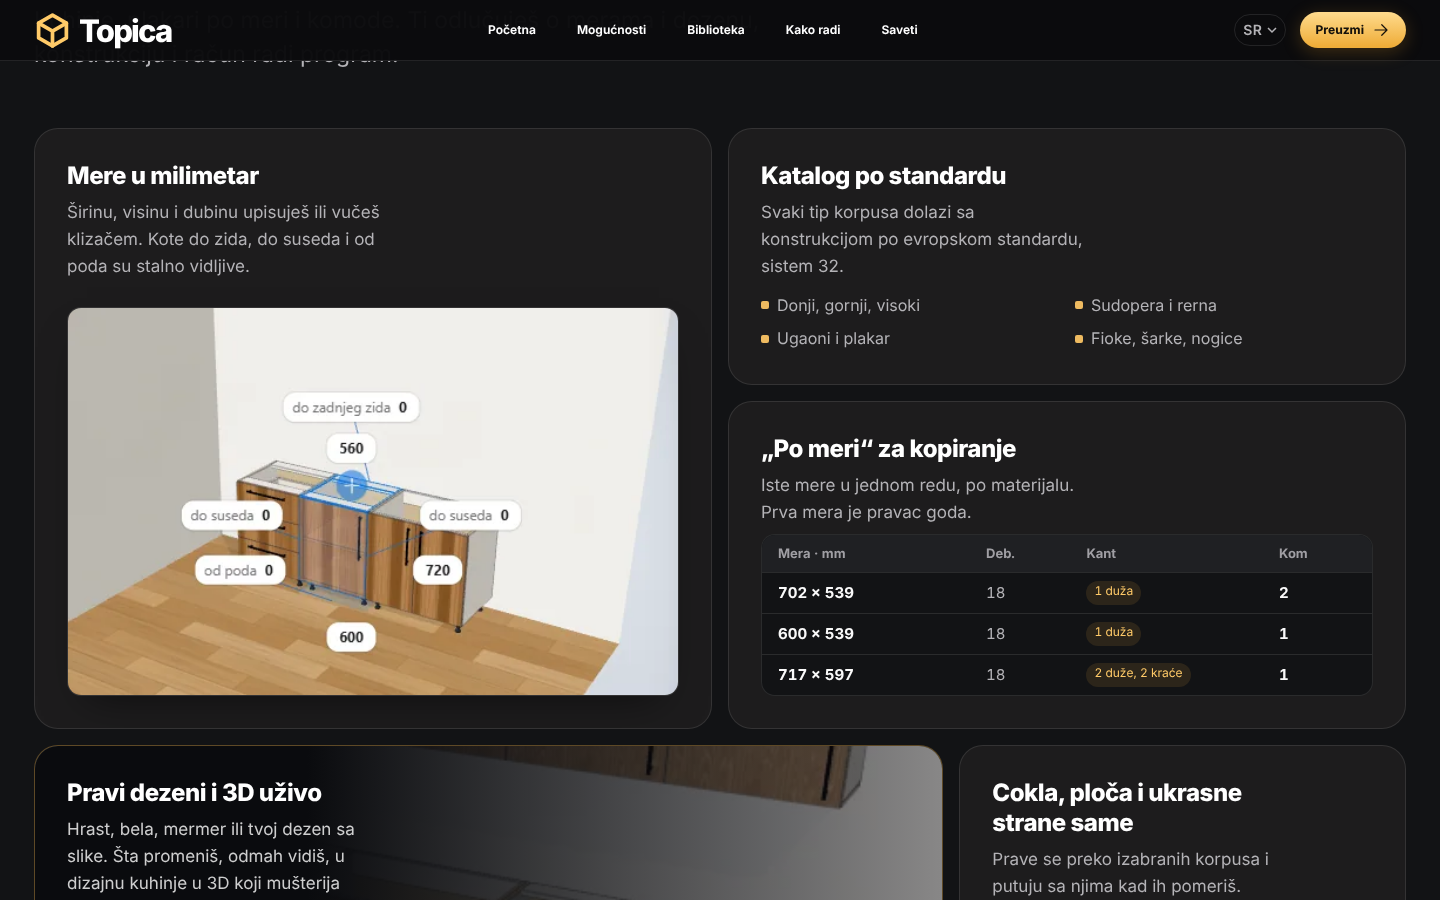 Topica
Početna
Mogućnosti
Biblioteka
Kako radi
Saveti
SR
Preuzmi
konstrukciju i račun radi program.
Mere u milimetar
Širinu, visinu i dubinu upisuješ ili vučeš
klizačem. Kote do zida, do suseda i od
poda su stalno vidljive.
do zadnjeg zida 0
560
do suseda 0
do suseda 0
od poda 0
720
600
Katalog po standardu
Svaki tip korpusa dolazi sa
konstrukcijom po evropskom standardu,
sistem 32.
Donji, gornji, visoki
Sudopera i rerna
Ugaoni i plakar
Fioke, šarke, nogice
„Po meri“ za kopiranje
Iste mere u jednom redu, po materijalu.
Prva mera je pravac goda.
Mera · mm Deb. Kant Kom
702 × 539 18 1 duža 2
600 × 539 18 1 duža 1
717 × 597 18 2 duže, 2 kraće 1
Pravi dezeni i 3D uživo
Hrast, bela, mermer ili tvoj dezen sa
slike. Šta promeniš, odmah vidiš, u
dizajnu kuhinje u 3D koji mušterija
Cokla, ploča i ukrasne
strane same
Prave se preko izabranih korpusa i
putuju sa njima kad ih pomeriš.